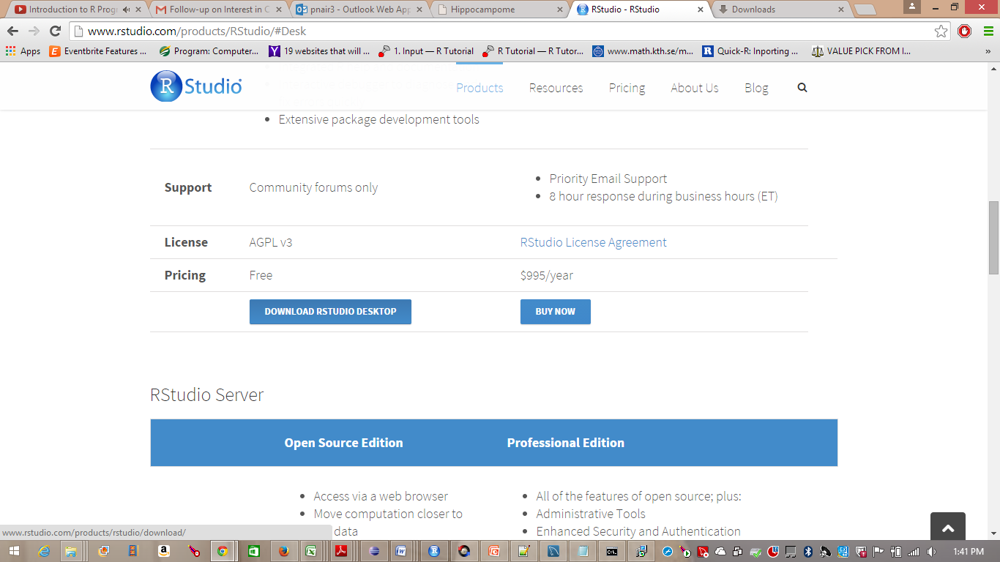 Introduction to R Progr
Follow-up on Interest in C
pnair3 - Outlook Web App
Hippocampome
RStudio - RStudio
Downloads
www.rstudio.com/products/RStudio/#Desk
Apps
Eventbrite Features ...
Program: Computer...
19 websites that will ...
1. Input — R Tutorial
R Tutorial — R Tutor...
www.math.kth.se/m...
Quick-R: Inporting ...
VALUE PICK FROM I...
»
R Studio
Products
Resources
Pricing
About Us
Blog
• Extensive package development tools
Support
Community forums only
• Priority Email Support
• 8 hour response during business hours (ET)
License
AGPL v3
RStudio License Agreement
Pricing
Free
$995/year
DOWNLOAD RSTUDIO DESKTOP
BUY NOW
RStudio Server
Open Source Edition
Professional Edition
• Access via a web browser
• Move computation closer to
data
• All of the features of open source; plus:
• Administrative Tools
• Enhanced Security and Authentication
www.rstudio.com/products/rstudio/download/
1:41 PM